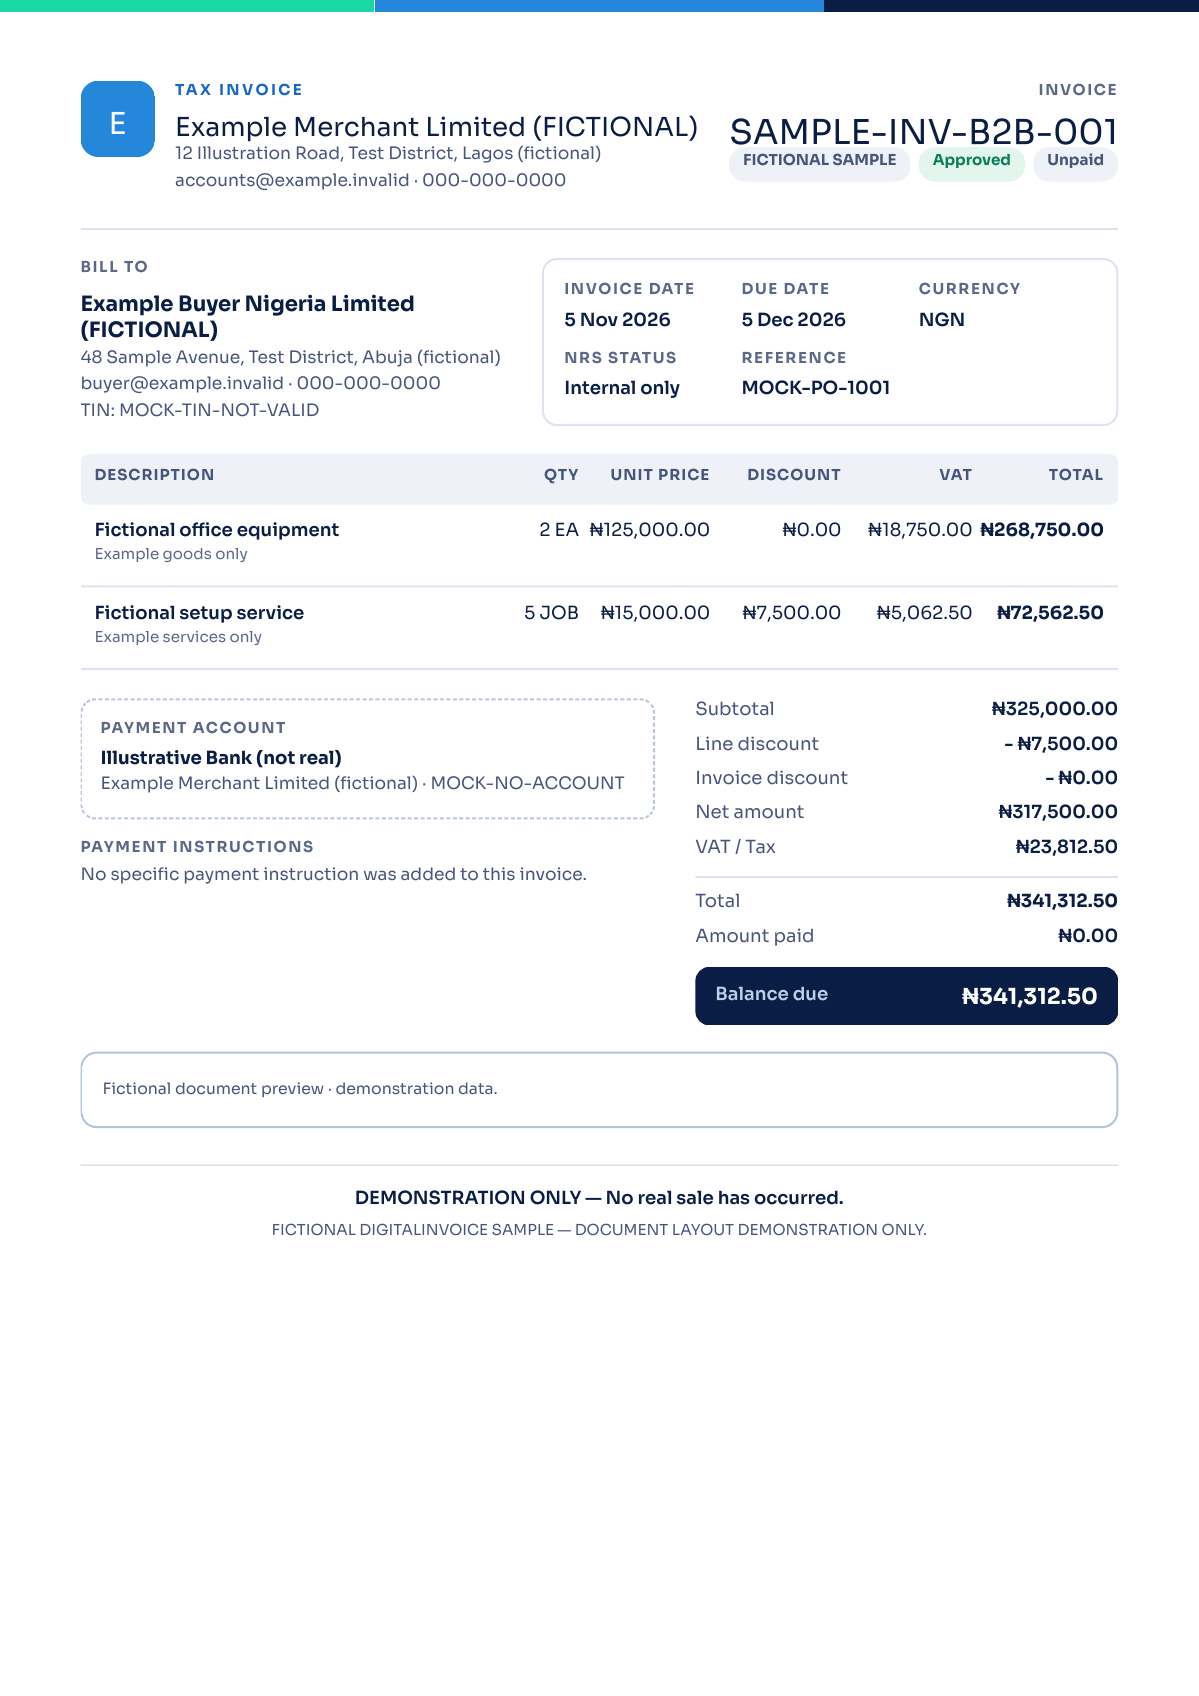 E
TAX INVOICE
Example Merchant Limited (FICTIONAL)
12 Illustration Road, Test District, Lagos (fictional)
accounts@example.invalid · 000-000-0000
INVOICE
SAMPLE-INV-B2B-001
FICTIONAL SAMPLE Approved Unpaid
BILL TO
Example Buyer Nigeria Limited
(FICTIONAL)
48 Sample Avenue, Test District, Abuja (fictional)
buyer@example.invalid · 000-000-0000
TIN: MOCK-TIN-NOT-VALID
INVOICE DATE DUE DATE CURRENCY
5 Nov 2026 5 Dec 2026 NGN
NRS STATUS REFERENCE
Internal only MOCK-PO-1001
DESCRIPTION QTY UNIT PRICE DISCOUNT VAT TOTAL
Fictional office equipment 2 EA ₦125,000.00 ₦0.00 ₦18,750.00 ₦268,750.00
Example goods only
Fictional setup service 5 JOB ₦15,000.00 ₦7,500.00 ₦5,062.50 ₦72,562.50
Example services only
PAYMENT ACCOUNT
Illustrative Bank (not real)
Example Merchant Limited (fictional) · MOCK-NO-ACCOUNT
PAYMENT INSTRUCTIONS
No specific payment instruction was added to this invoice.
Subtotal ₦325,000.00
Line discount - ₦7,500.00
Invoice discount - ₦0.00
Net amount ₦317,500.00
VAT / Tax ₦23,812.50
Total ₦341,312.50
Amount paid ₦0.00
Balance due ₦341,312.50
Fictional document preview · demonstration data.
DEMONSTRATION ONLY — No real sale has occurred.
FICTIONAL DIGITALINVOICE SAMPLE — DOCUMENT LAYOUT DEMONSTRATION ONLY.